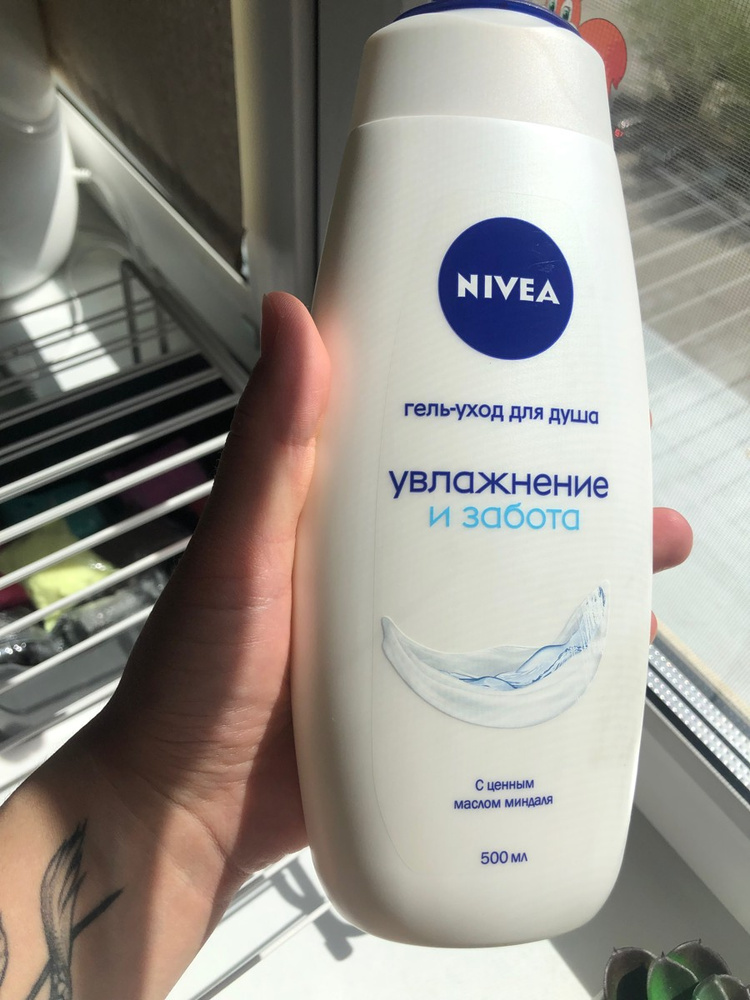 NIVEA
гель-уход для душа
увлажнение
и забота
С ценным
маслом миндаля
500 мл